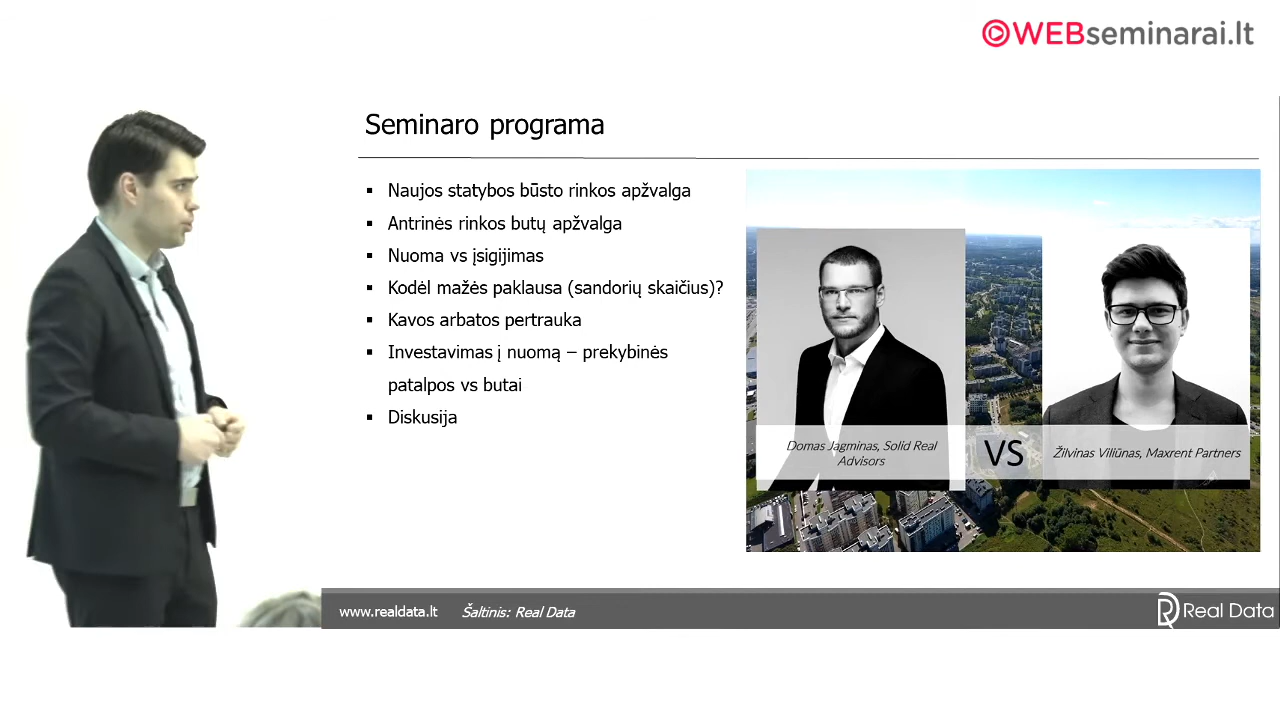 WEBseminarai.lt
Seminaro programa
▪ Naujos statybos būsto rinkos apžvalga
▪ Antrinės rinkos butų apžvalga
▪ Nuoma vs įsigijimas
▪ Kodėl mažės paklausa (sandorių skaičius)?
▪ Kavos arbatos pertrauka
▪ Investavimas į nuomą – prekybinės
patalpos vs butai
▪ Diskusija
Domas Jagminas, Solid Real
Advisors
VS
Žilvinas Viliūnas, Maxrent Partners
www.realdata.lt Šaltinis: Real Data
Real Data